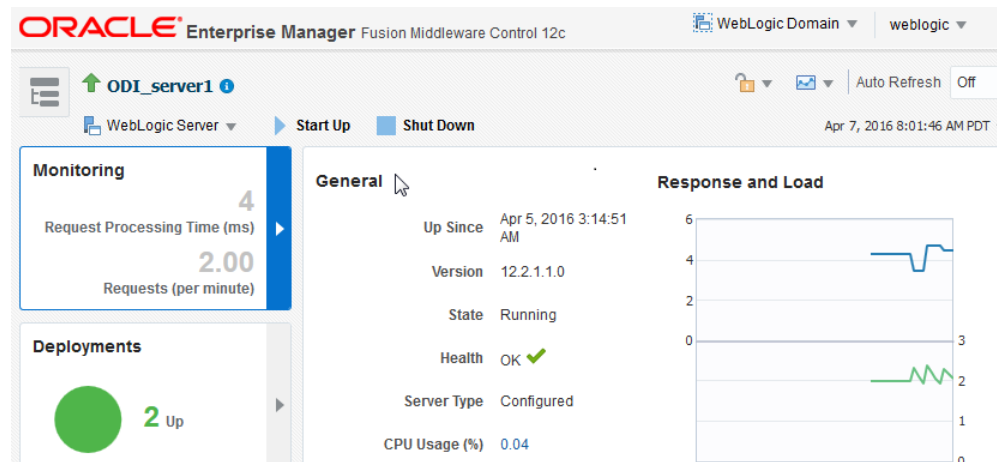 ORACLE Enterprise Manager Fusion Middleware Control 12c
WebLogic Domain
weblogic
ODI_server1
Auto Refresh Off
WebLogic Server
Start Up
Shut Down
Apr 7, 2016 8:01:46 AM PDT
Monitoring
4
Request Processing Time (ms)
2.00
Requests (per minute)
Deployments
2 Up
General
Up Since Apr 5, 2016 3:14:51
AM
Version 12.2.1.1.0
State Running
Health OK
Server Type Configured
CPU Usage (%) 0.04
Response and Load
6
4
2
0
3
2
1
0